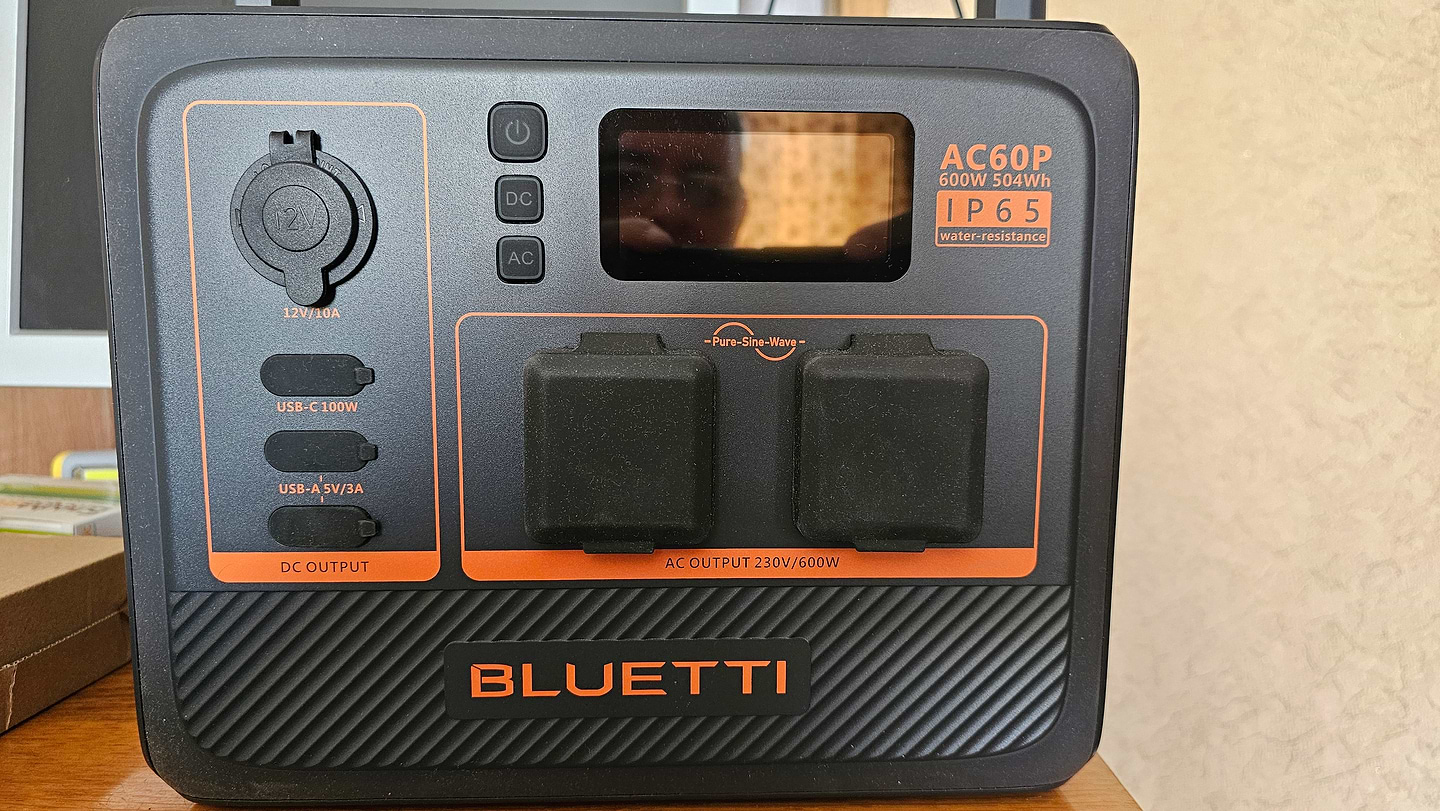 12V
12V/10A
USB-C 100W
USB-A 5V/3A
DC OUTPUT
DC
AC
AC60P
600W 504Wh
IP65
water-resistance
Pure-Sine-Wave
AC OUTPUT 230V/600W
BLUETTI